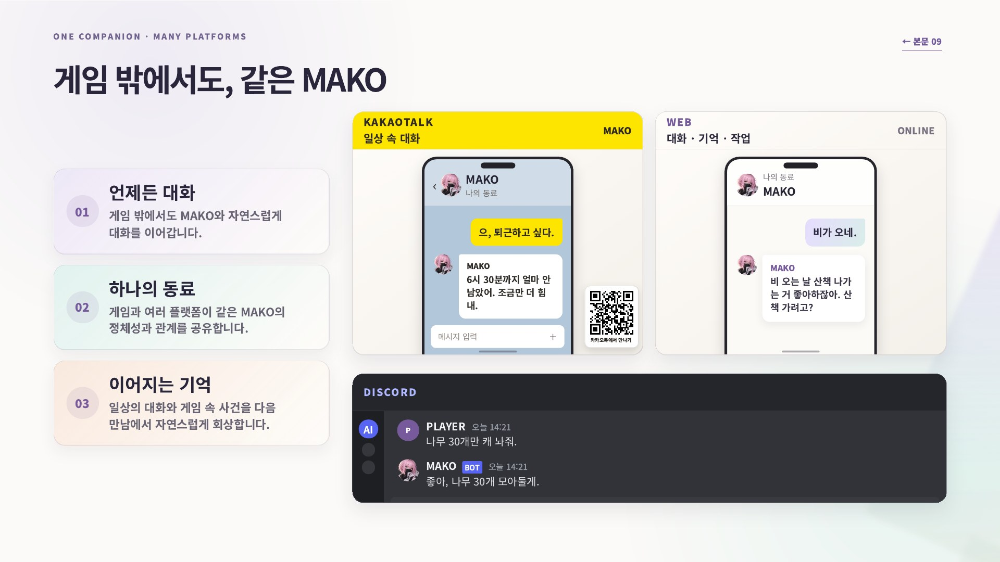 ONE COMPANION · MANY PLATFORMS
← 본문 09
게임 밖에서도, 같은 MAKO
01
언제든 대화
게임 밖에서도 MAKO와 자연스럽게
대화를 이어갑니다.
02
하나의 동료
게임과 여러 플랫폼이 같은 MAKO의
정체성과 관계를 공유합니다.
03
이어지는 기억
일상의 대화와 게임 속 사건을 다음
만남에서 자연스럽게 회상합니다.
KAKAOTALK
일상 속 대화
MAKO
MAKO
나의 동료
으, 퇴근하고 싶다.
MAKO
6시 30분까지 얼마 안
남았어. 조금만 더 힘
내.
메시지 입력
카카오톡에서 만나기
WEB
대화 · 기억 · 작업
ONLINE
나의 동료
MAKO
비가 오네.
MAKO
비 오는 날 산책 나가
는 거 좋아하잖아. 산
책 가려고?
DISCORD
AI
P
PLAYER 오늘 14:21
나무 30개만 캐 놔줘.
MAKO BOT 오늘 14:21
좋아, 나무 30개 모아둘게.